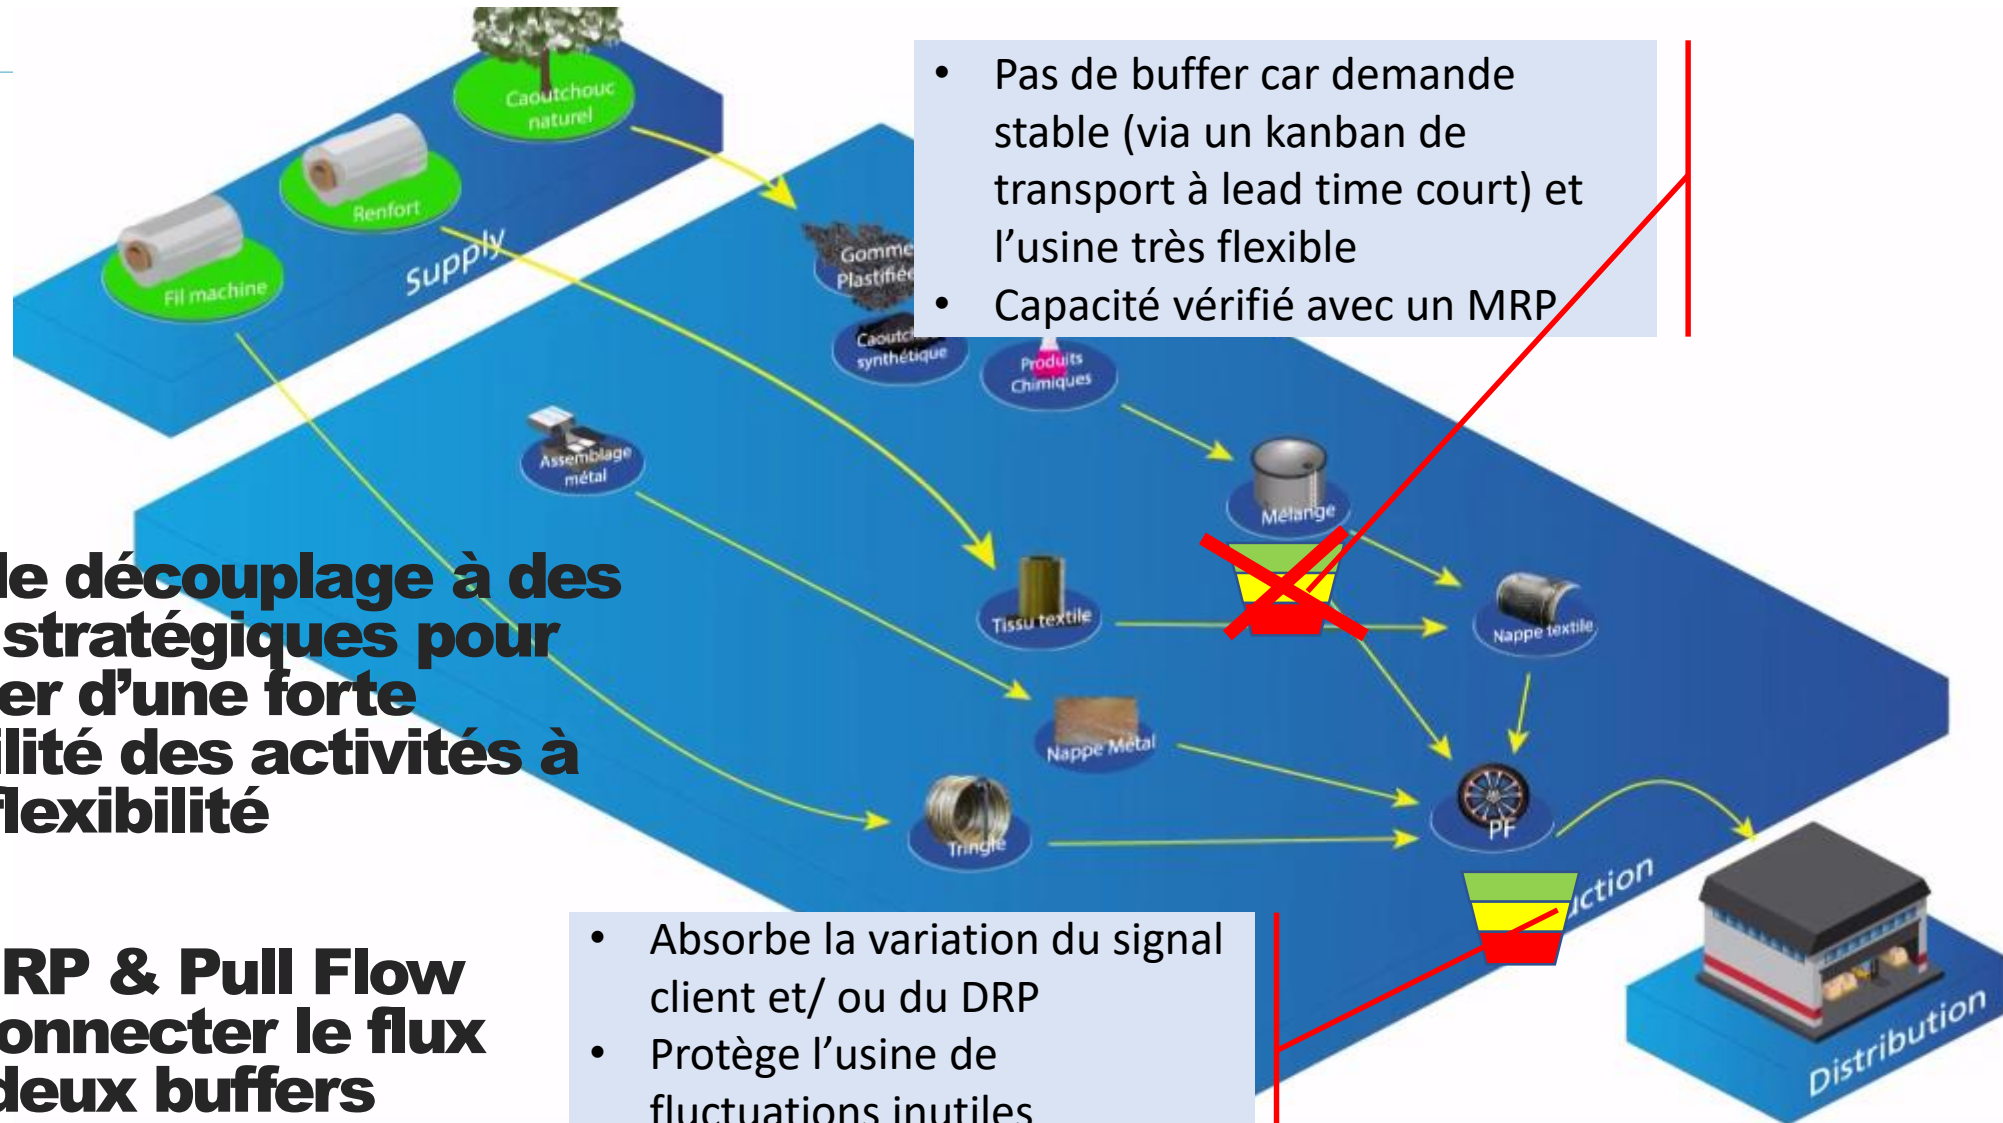 Caoutchouc
naturel
Renfort
Fil machine
Supply
• Pas de buffer car demande
stable (via un kanban de
transport à lead time court) et
l’usine très flexible
• Capacité vérifié avec un MRP
Gomme
Plastifiée
synthétique
Produits
Chimiques
Assemblage
métal
Mélange
Tissu textile
Nappe textile
Nappe Métal
Tringle
PF
de découplage à des
stratégiques pour
er d’une forte
ilité des activités à
flexibilité
RP & Pull Flow
onnecter le flux
deux buffers
• Absorbe la variation du signal
client et/ ou du DRP
• Protège l’usine de
fluctuations inutiles
uction
Distribution